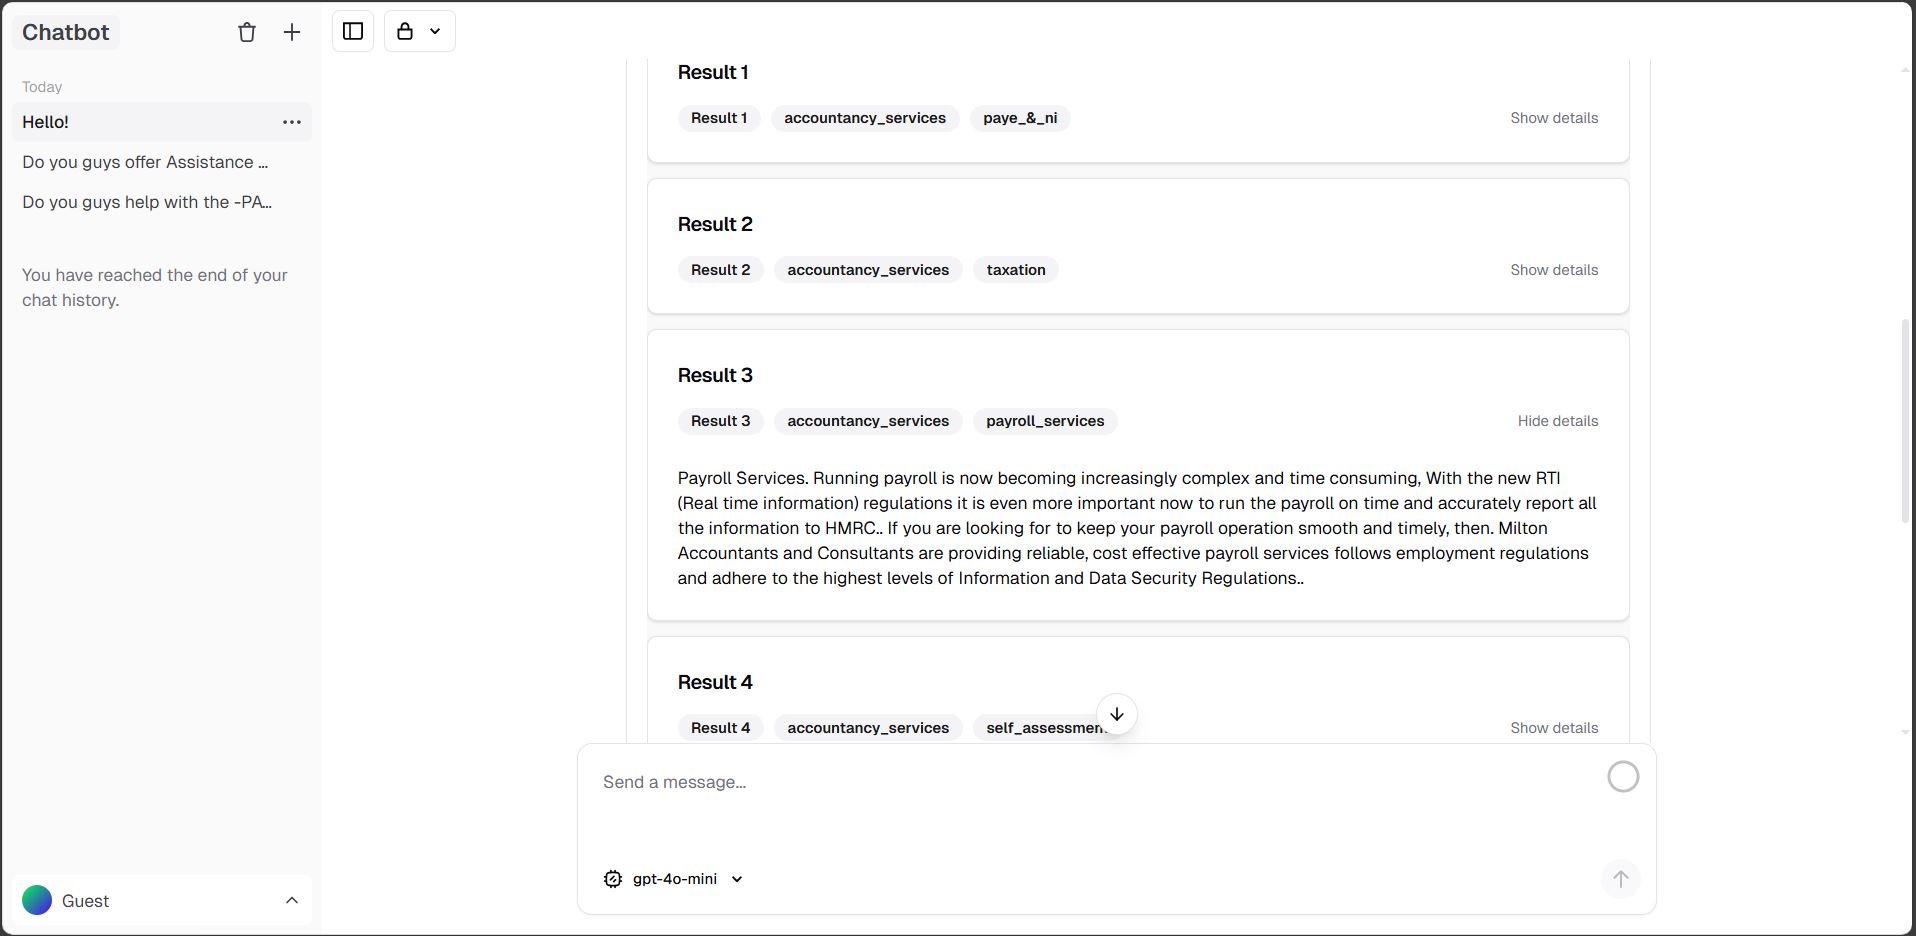 Chatbot
Today
Hello!
Do you guys offer Assistance ...
Do you guys help with the -PA...
You have reached the end of your
chat history.
Guest
Result 1
Result 1 accountancy_services paye_&_ni Show details
Result 2
Result 2 accountancy_services taxation Show details
Result 3
Result 3 accountancy_services payroll_services Hide details
Payroll Services. Running payroll is now becoming increasingly complex and time consuming, With the new RTI
(Real time information) regulations it is even more important now to run the payroll on time and accurately report all
the information to HMRC.. If you are looking for to keep your payroll operation smooth and timely, then. Milton
Accountants and Consultants are providing reliable, cost effective payroll services follows employment regulations
and adhere to the highest levels of Information and Data Security Regulations..
Result 4
Result 4 accountancy_services self_assessmen Show details
Send a message...
gpt-4o-mini